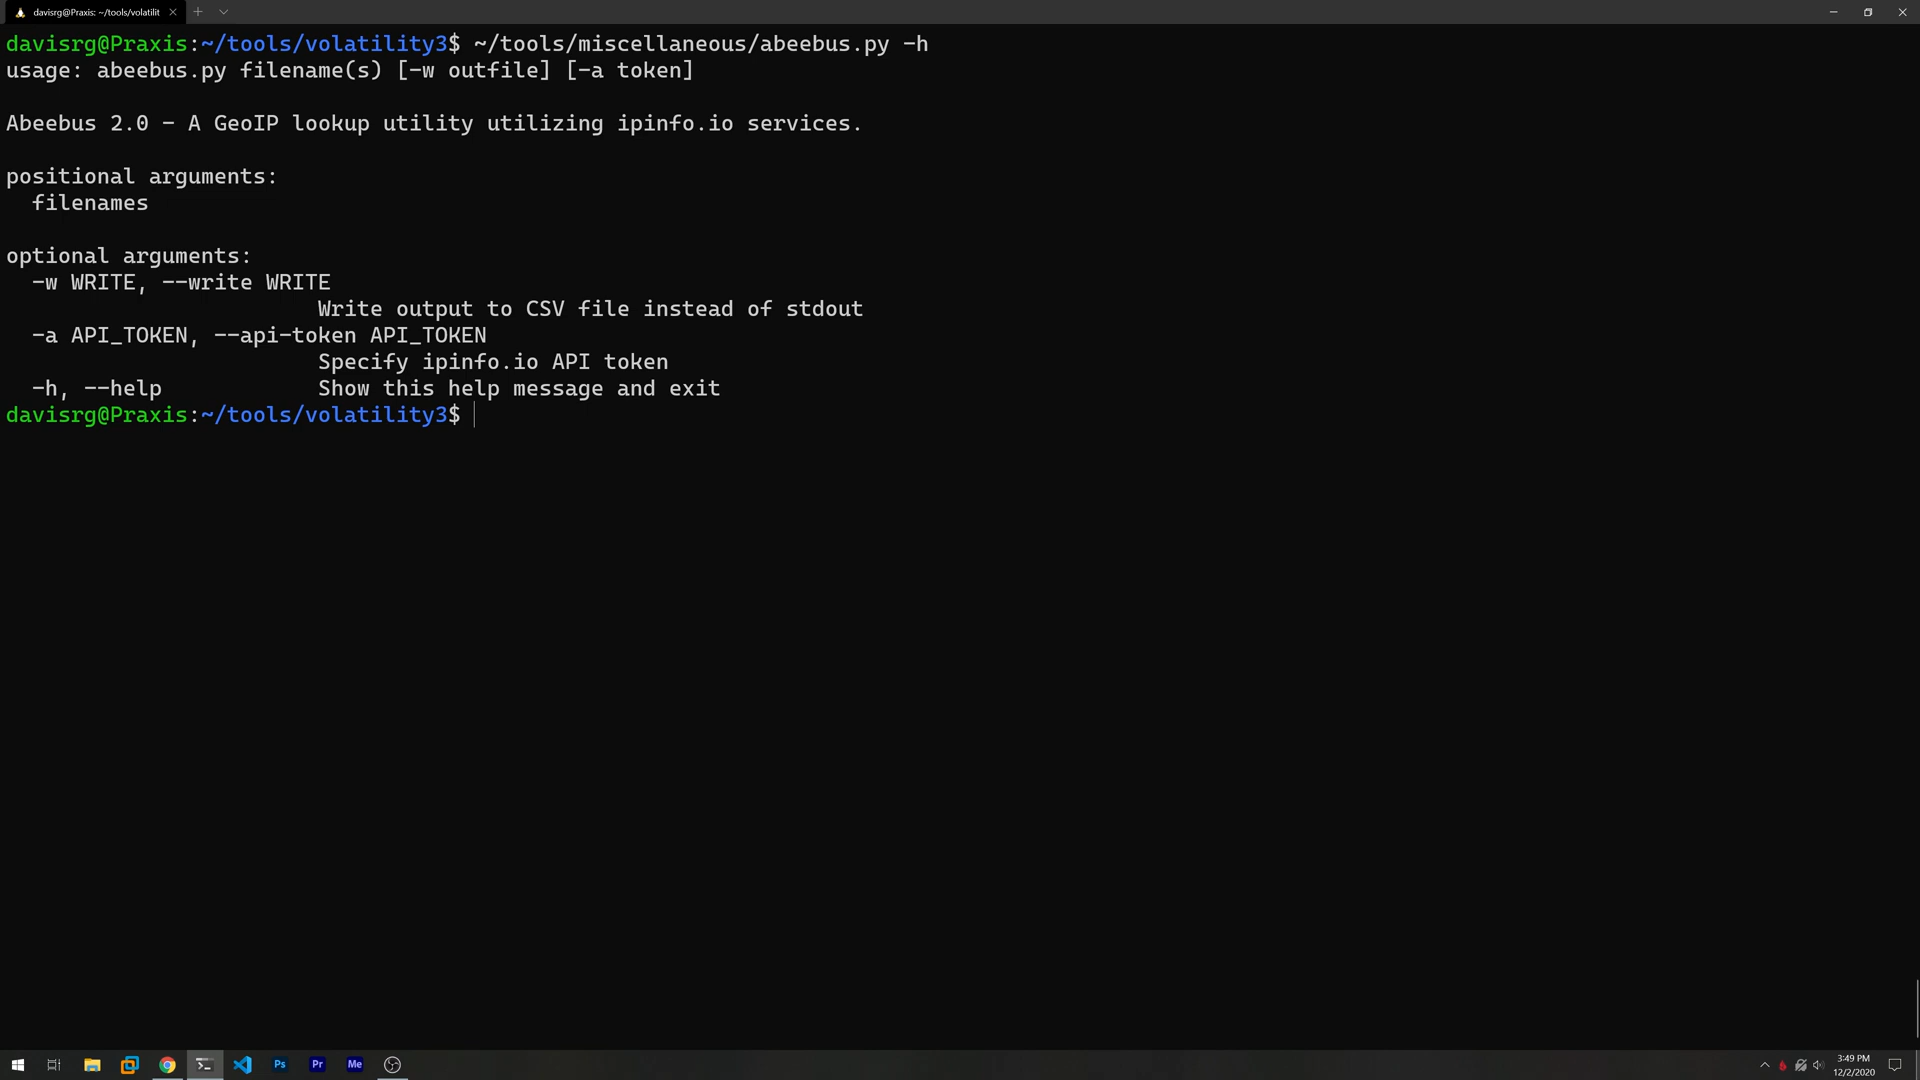 davisrg@Praxis: ~/tools/volatilit
davisrg@Praxis:~/tools/volatility3$ ~/tools/miscellaneous/abeebus.py -h
usage: abeebus.py filename(s) [-w outfile] [-a token]
Abeebus 2.0 - A GeoIP lookup utility utilizing ipinfo.io services.
positional arguments:
filenames
optional arguments:
-w WRITE, --write WRITE
Write output to CSV file instead of stdout
-a API_TOKEN, --api-token API_TOKEN
Specify ipinfo.io API token
-h, --help Show this help message and exit
davisrg@Praxis:~/tools/volatility3$
Ps Pr Me
3:49 PM
12/2/2020